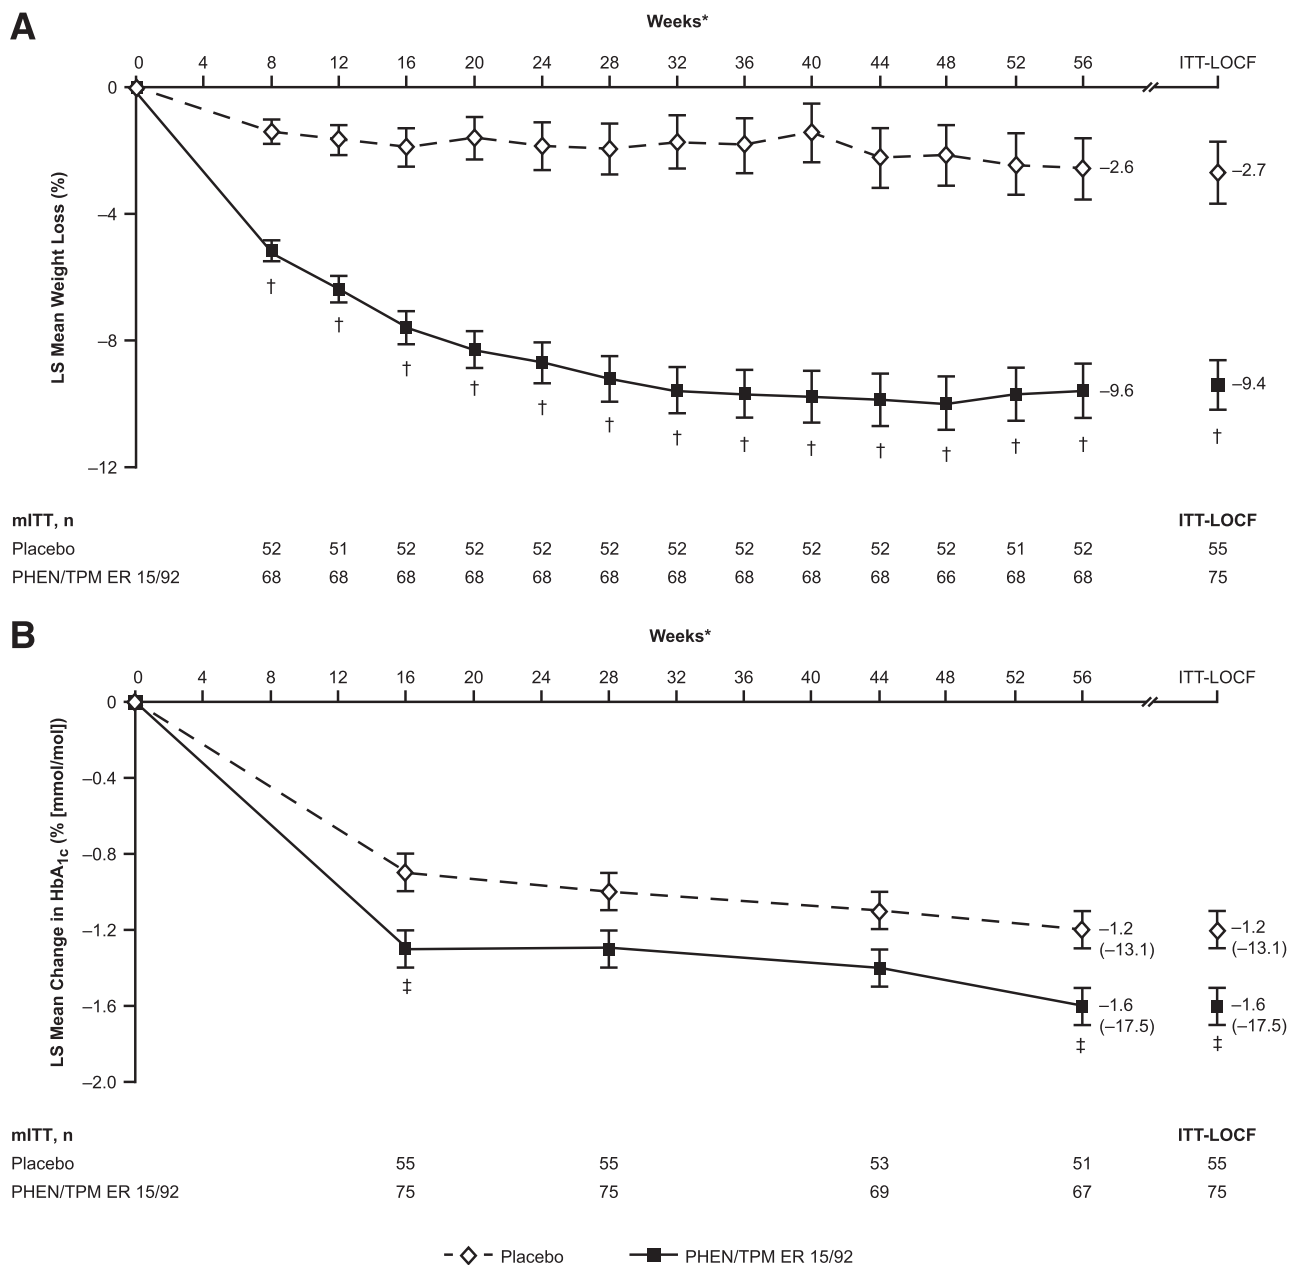 A
Weeks*
0 4 8 12 16 20 24 28 32 36 40 44 48 52 56 ITT-LOCF
0
–4
–8
–12
LS Mean Weight Loss (%)
–2.6
–2.7
–9.6
–9.4
† † † † † † † † † † † † † †
mITT, n ITT-LOCF
Placebo 52 51 52 52 52 52 52 52 52 52 52 51 52 55
PHEN/TPM ER 15/92 68 68 68 68 68 68 68 68 68 68 66 68 68 75
B
Weeks*
0 4 8 12 16 20 24 28 32 36 40 44 48 52 56 ITT-LOCF
0
–0.4
–0.8
–1.2
–1.6
–2.0
LS Mean Change in HbA1c (% [mmol/mol])
–1.2
(–13.1)
–1.2
(–13.1)
–1.6
(–17.5)
–1.6
(–17.5)
‡ ‡ ‡
mITT, n ITT-LOCF
Placebo 55 55 53 51 55
PHEN/TPM ER 15/92 75 75 69 67 75
Placebo PHEN/TPM ER 15/92